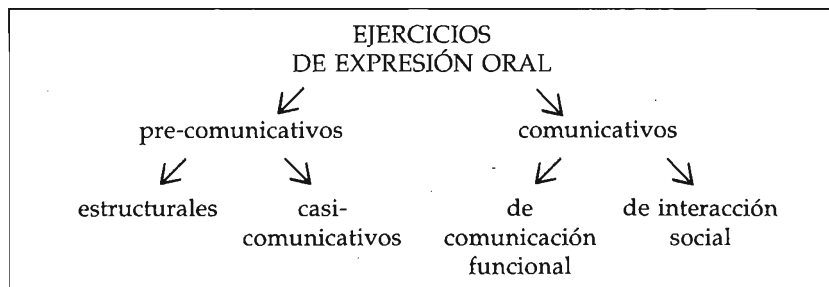 EJERCICIOS
DE EXPRESIÓN ORAL
pre-comunicativos comunicativos
estructurales casi- de de interacción
comunicativos comunicación social
funcional